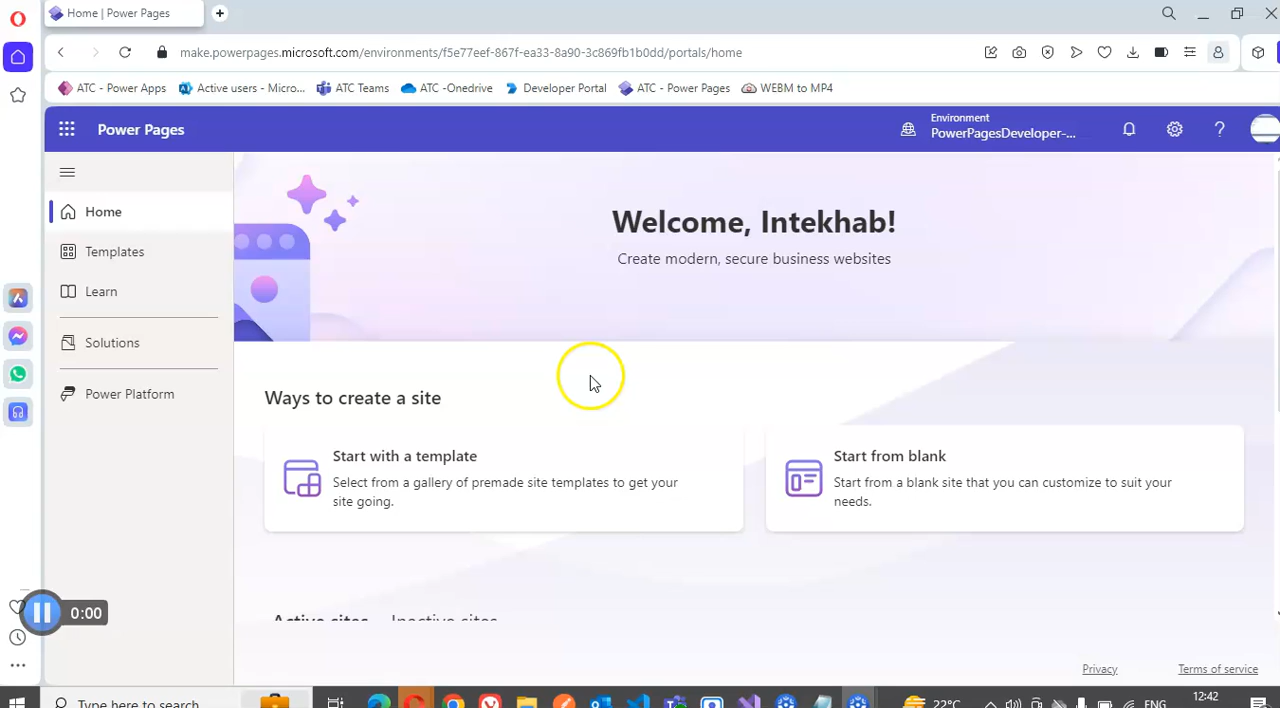 Home | Power Pages
make.powerpages.microsoft.com/environments/f5e77eef-867f-ea33-8a90-3c869fb1b0dd/portals/home
ATC - Power Apps
Active users - Micro...
ATC Teams
ATC -Onedrive
Developer Portal
ATC - Power Pages
WEBM to MP4
Power Pages
Environment
PowerPagesDeveloper-...
Home
Templates
Learn
Solutions
Power Platform
Welcome, Intekhab!
Create modern, secure business websites
Ways to create a site
Start with a template
Select from a gallery of premade site templates to get your
site going.
Start from blank
Start from a blank site that you can customize to suit your
needs.
Active sites
Inactive sites
0:00
Privacy
Terms of service
Type here to search
22°C
ENG
12:42